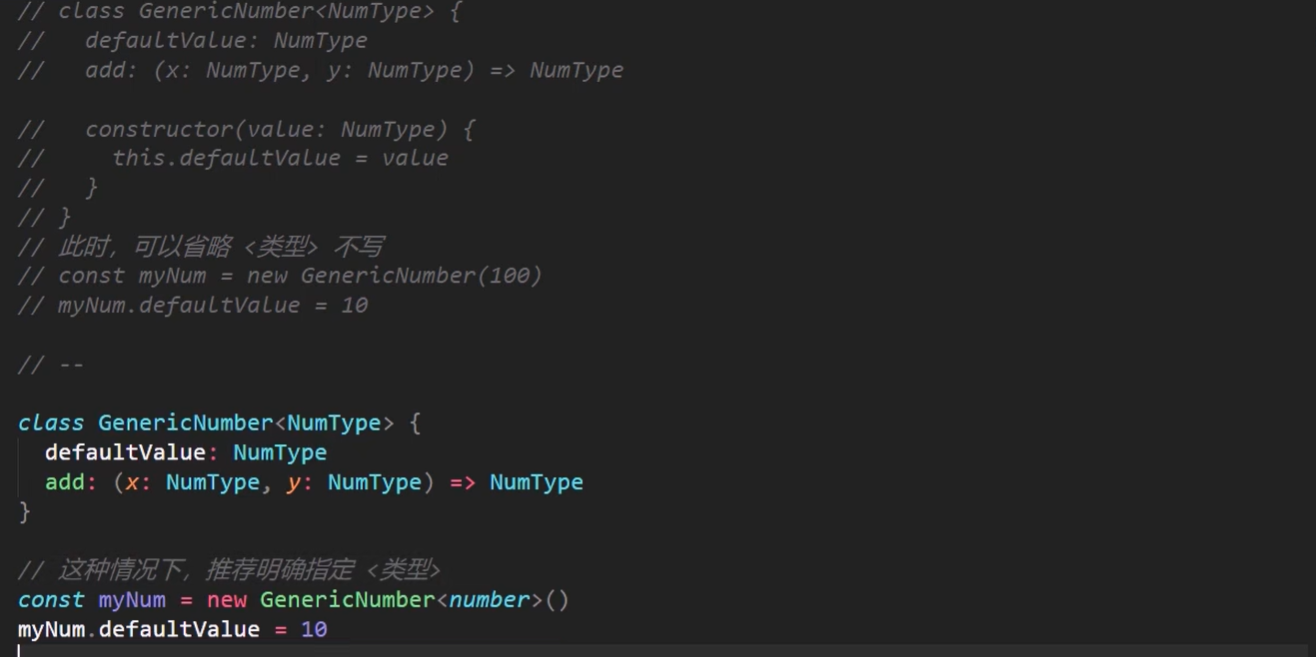 // class GenericNumber<NumType> {
//   defaultValue: NumType
//   add: (x: NumType, y: NumType) => NumType
//   constructor(value: NumType) {
//     this.defaultValue = value
//   }
// }
// 此时，可以省略 <类型> 不写
// const myNum = new GenericNumber(100)
// myNum.defaultValue = 10
// --
class GenericNumber<NumType> {
  defaultValue: NumType
  add: (x: NumType, y: NumType) => NumType
}
// 这种情况下，推荐明确指定 <类型>
const myNum = new GenericNumber<number>()
myNum.defaultValue = 10